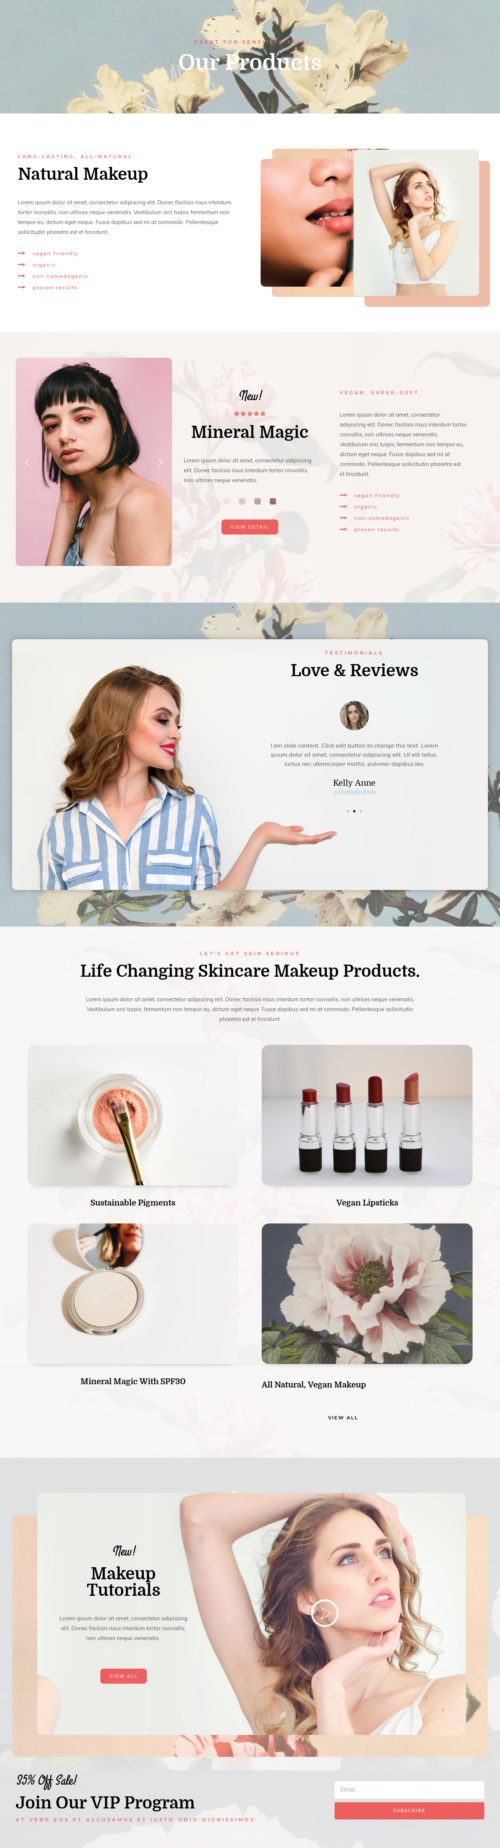 GREAT FOR SENSITIVE SKIN
Our Products
LONG-LASTING, ALL-NATURAL
Natural Makeup
Lorem ipsum dolor sit amet, consectetur adipiscing elit. Donec facilisis risus interdum
tortor convallis, non ultrices neque venenatis. Vestibulum orci turpis, fermentum non
tempor eu, dictum eget neque. Fusce dapibus sed mi at commodo. Pellentesque
sollicitudin pharetra est et tincidunt.
vegan friendly
organic
non-comedogenic
proven results
New!
Mineral Magic
Lorem ipsum dolor sit amet, consectetur adipiscing
elit. Donec facilisis risus interdum tortor convallis,
non ultrices neque venenatis.
VIEW DETAIL
VEGAN, SUPER-SOFT
Lorem ipsum dolor sit amet, consectetur
adipiscing elit. Donec facilisis risus interdum
tortor convallis, non ultrices neque venenatis.
Vestibulum orci turpis, fermentum non tempor eu,
dictum eget neque. Fusce dapibus sed mi at
commodo. Pellentesque sollicitudin pharetra est
et tincidunt.
vegan friendly
organic
non-comedogenic
proven results
TESTIMONIALS
Love & Reviews
I am slide content. Click edit button to change this text. Lorem
ipsum dolor sit amet, consectetur adipiscing elit. Ut elit tellus,
luctus nec ullamcorper mattis, pulvinar dapibus leo.
Kelly Anne
LET'S GET SKIN SERIOUS
Life Changing Skincare Makeup Products.
Lorem ipsum dolor sit amet, consectetur adipiscing elit. Donec facilisis risus interdum tortor convallis, non ultrices neque venenatis.
Vestibulum orci turpis, fermentum non tempor eu, dictum eget neque. Fusce dapibus sed mi at commodo. Pellentesque sollicitudin
pharetra est et tincidunt.
Sustainable Pigments
Vegan Lipsticks
Mineral Magic With SPF30
All Natural, Vegan Makeup
VIEW ALL
New!
Makeup
Tutorials
Lorem ipsum dolor sit amet, consectetur adipiscing
elit. Donec facilisis risus interdum tortor convallis,
non ultrices neque venenatis.
VIEW ALL
35% Off Sale!
Join Our VIP Program
AT VERO EOS ET ACCUSAMUS ET IUSTO ODIO DIGNISSIMOS.
Email
SUBSCRIBE